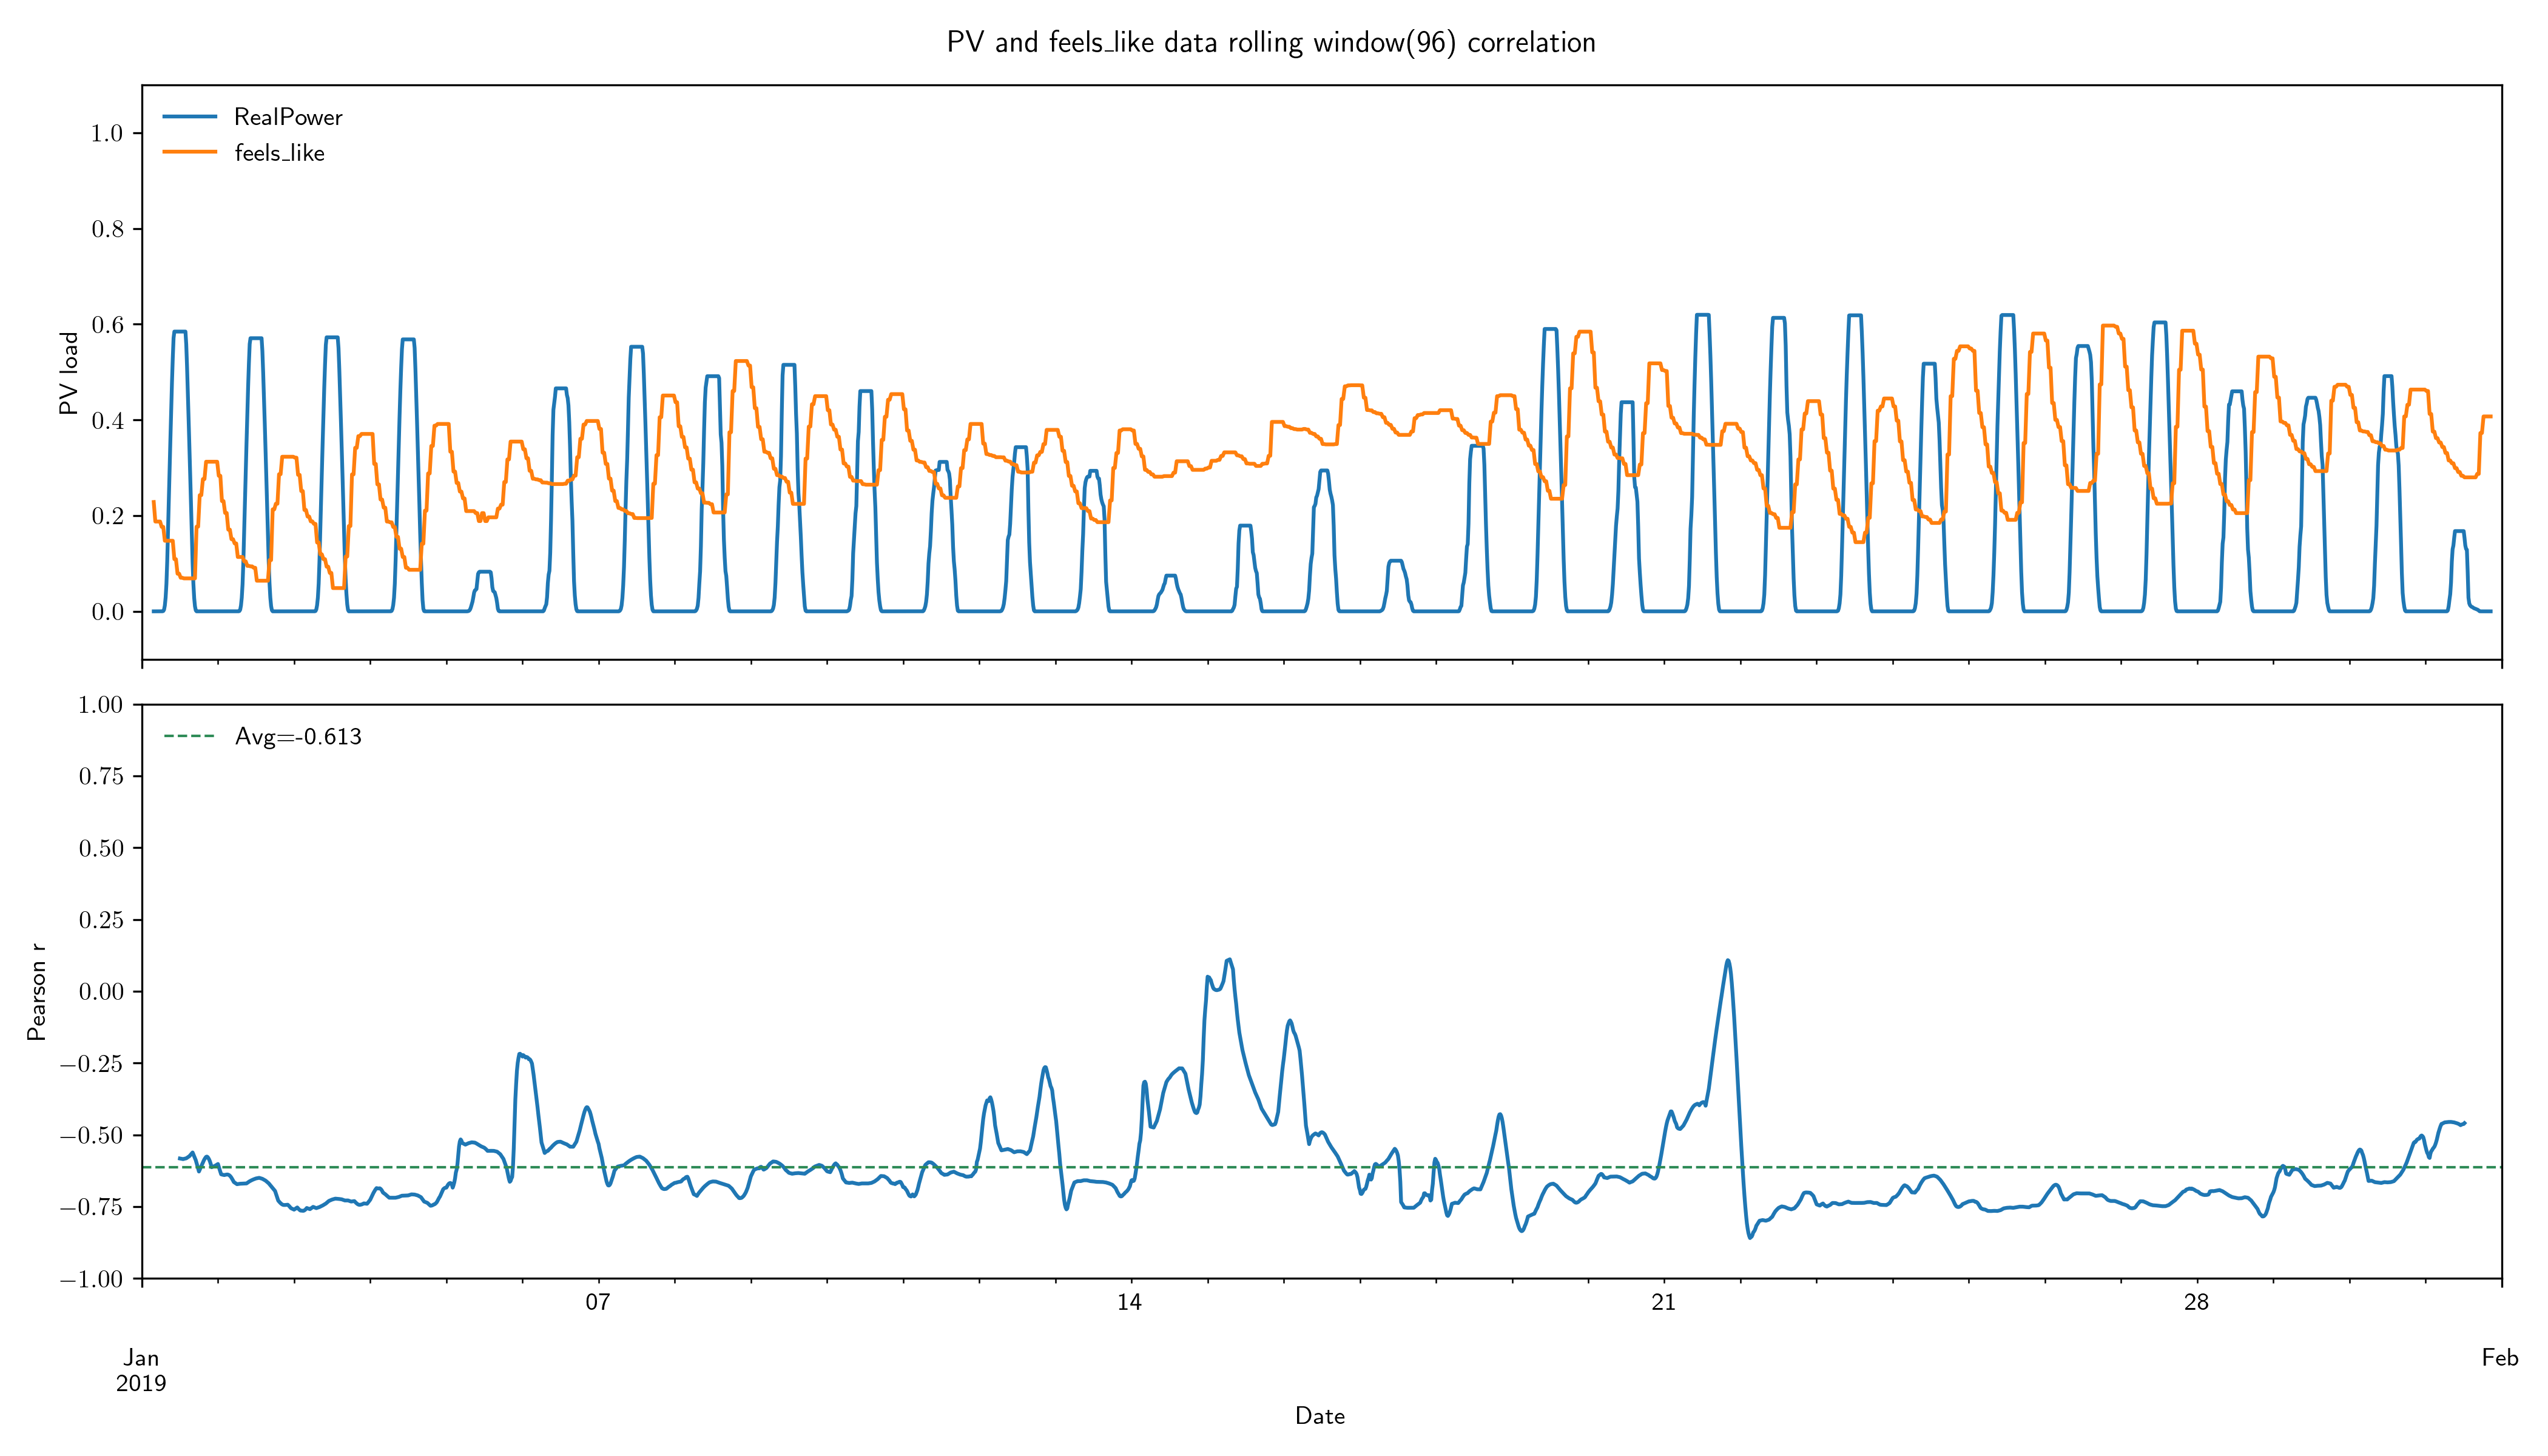 PV and feels_like data rolling window(96) correlation
RealPower
feels_like
1.0
0.8
0.6
0.4
0.2
0.0
PV load
1.00
0.75
0.50
0.25
0.00
−0.25
−0.50
−0.75
−1.00
Pearson r
Avg=-0.613
07
14
21
28
Jan
2019
Feb
Date